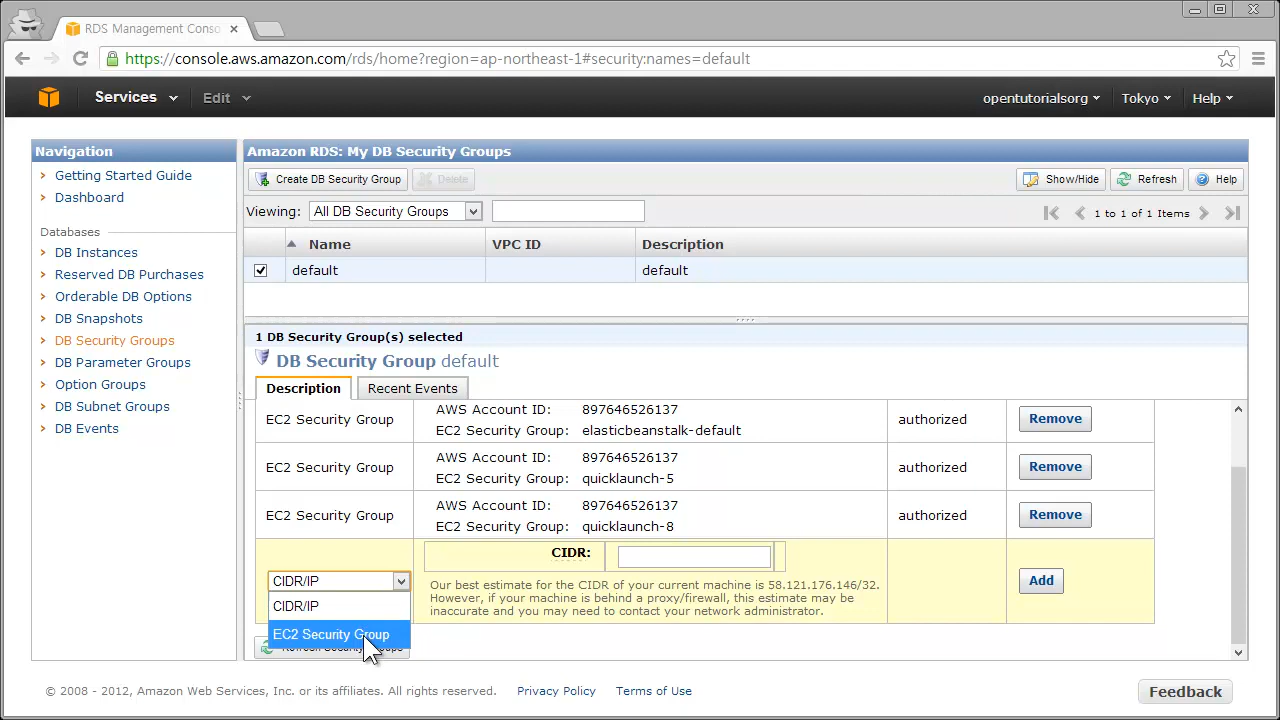 RDS Management Conso
https://console.aws.amazon.com/rds/home?region=ap-northeast-1#security:names=default
Services Edit opentutorialsorg Tokyo Help
Navigation
Getting Started Guide
Dashboard
Databases
DB Instances
Reserved DB Purchases
Orderable DB Options
DB Snapshots
DB Security Groups
DB Parameter Groups
Option Groups
DB Subnet Groups
DB Events
Amazon RDS: My DB Security Groups
Create DB Security Group Delete Show/Hide Refresh Help
Viewing: All DB Security Groups 1 to 1 of 1 Items
Name VPC ID Description
default default
1 DB Security Group(s) selected
DB Security Group default
Description Recent Events
EC2 Security Group AWS Account ID: 897646526137 authorized Remove
EC2 Security Group: elasticbeanstalk-default
EC2 Security Group AWS Account ID: 897646526137 authorized Remove
EC2 Security Group: quicklaunch-5
EC2 Security Group AWS Account ID: 897646526137 authorized Remove
EC2 Security Group: quicklaunch-8
CIDR:
CIDR/IP Our best estimate for the CIDR of your current machine is 58.121.176.146/32. Add
However, if your machine is behind a proxy/firewall, this estimate may be
inaccurate and you may need to contact your network administrator.
CIDR/IP
EC2 Security Group
Refresh Security Groups
© 2008 - 2012, Amazon Web Services, Inc. or its affiliates. All rights reserved. Privacy Policy Terms of Use Feedback